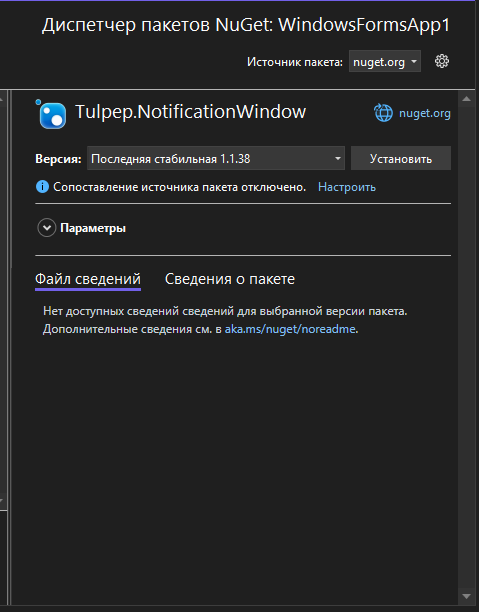 Диспетчер пакетов NuGet: WindowsFormsApp1
Источник пакета: nuget.org
Tulpep.NotificationWindow nuget.org
Версия: Последняя стабильная 1.1.38 Установить
Сопоставление источника пакета отключено. Настроить
Параметры
Файл сведений Сведения о пакете
Нет доступных сведений сведений для выбранной версии пакета.
Дополнительные сведения см. в aka.ms/nuget/noreadme.